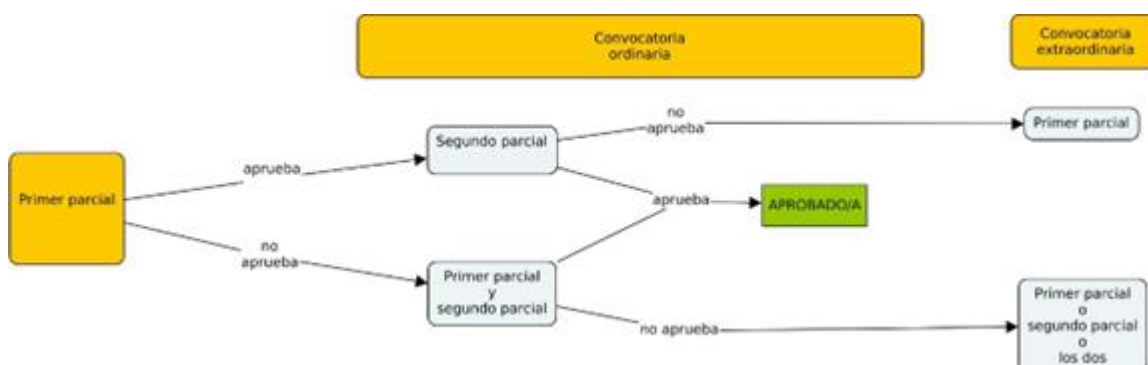 Convocatoria
ordinaria
Convocatoria
extraordinaria
no
aprueba
Primer parcial
Segundo parcial
aprueba
Primer parcial
aprueba
APROBADO/A
no
aprueba
Primer parcial
y
segundo parcial
no aprueba
Primer parcial
o
segundo parcial
o
los dos